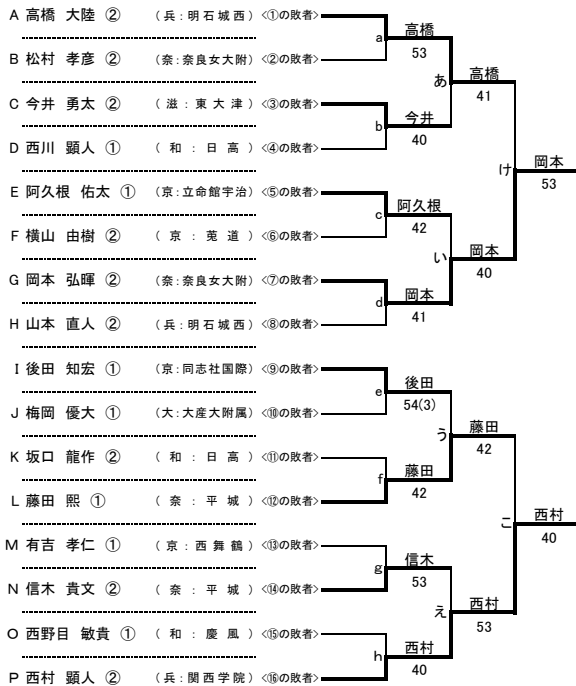 A 高橋 大陸 ② (兵：明石城西) <①の敗者>
a 高橋
53
B 松村 孝彦 ② (奈：奈良女大附) <②の敗者>
あ 高橋
41
C 今井 勇太 ② (滋：東大津) <③の敗者>
b 今井
40
D 西川 顕人 ① (和：日高) <④の敗者>
け 岡本
53
E 阿久根 佑太 ① (京：立命館宇治) <⑤の敗者>
c 阿久根
42
F 横山 由樹 ② (京：莵道) <⑥の敗者>
い 岡本
40
G 岡本 弘暉 ② (奈：奈良女大附) <⑦の敗者>
d 岡本
41
H 山本 直人 ② (兵：明石城西) <⑧の敗者>
I 後田 知宏 ① (京：同志社国際) <⑨の敗者>
e 後田
54(3)
J 梅岡 優大 ① (大：大産大附属) <⑩の敗者>
う 藤田
42
K 坂口 龍作 ② (和：日高) <⑪の敗者>
f 藤田
42
L 藤田 熙 ① (奈：平城) <⑫の敗者>
こ 西村
40
M 有吉 孝仁 ① (京：西舞鶴) <⑬の敗者>
g 信木
53
N 信木 貴文 ② (奈：平城) <⑭の敗者>
え 西村
53
O 西野目 敏貴 ① (和：慶風) <⑮の敗者>
h 西村
40
P 西村 顕人 ② (兵：関西学院) <⑯の敗者>